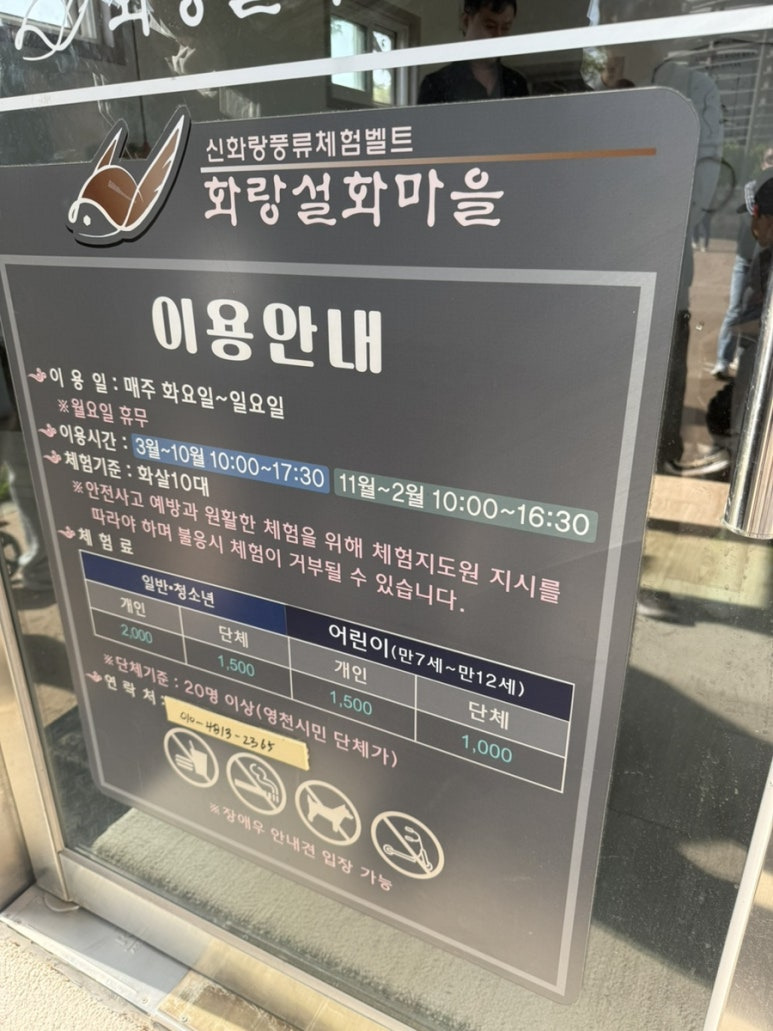 신화랑풍류체험벨트
화랑설화마을
이용안내
이 용 일 : 매주 화요일~일요일
※월요일 휴무
이용시간 : 3월~10월 10:00~17:30 11월~2월 10:00~16:30
체험기준 : 화살10대
※안전사고 예방과 원활한 체험을 위해 체험지도원 지시를
따라야 하며 불응시 체험이 거부될 수 있습니다.
체 험 료
일반•청소년 어린이(만7세~만12세)
개인 단체 개인 단체
2,000 1,500 1,500 1,000
※단체기준 : 20명 이상(영천시민 단체가)
연 락 처 : 010-4813-2365
※장애우 안내견 입장 가능